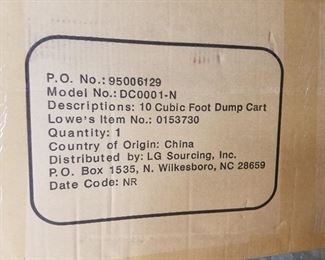 P.O. No.: 95006129
Model No.: DC0001-N
Descriptions: 10 Cubic Foot Dump Cart
Lowe's Item No.: 0153730
Quantity: 1
Country of Origin: China
Distributed by: LG Sourcing, Inc.
P.O. Box 1535, N. Wilkesboro, NC 28659
Date Code: NR